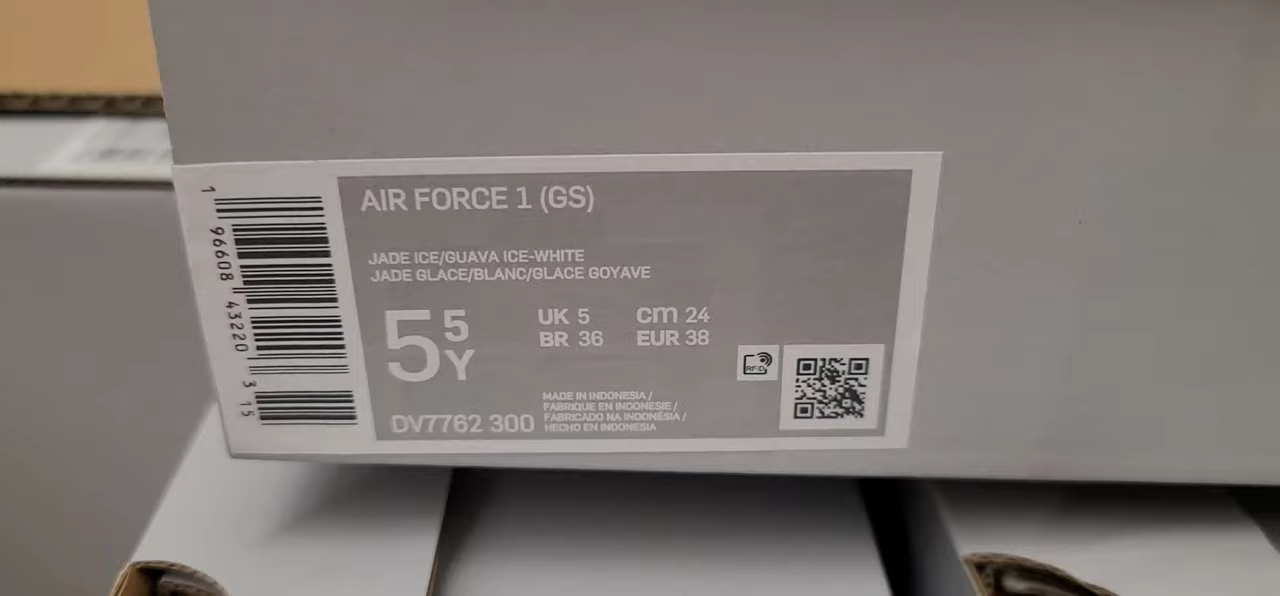 AIR FORCE 1 (GS)
JADE ICE/GUAVA ICE-WHITE
JADE GLACE/BLANC/GLACE GOYAVE
5 5 Y
UK 5 cm 24
BR 36 EUR 38
RFID
DV7762 300
MADE IN INDONESIA /
FABRIQUE EN INDONESIE /
FABRICADO NA INDONÉSIA /
HECHO EN INDONESIA
1 96608 43220 3 15